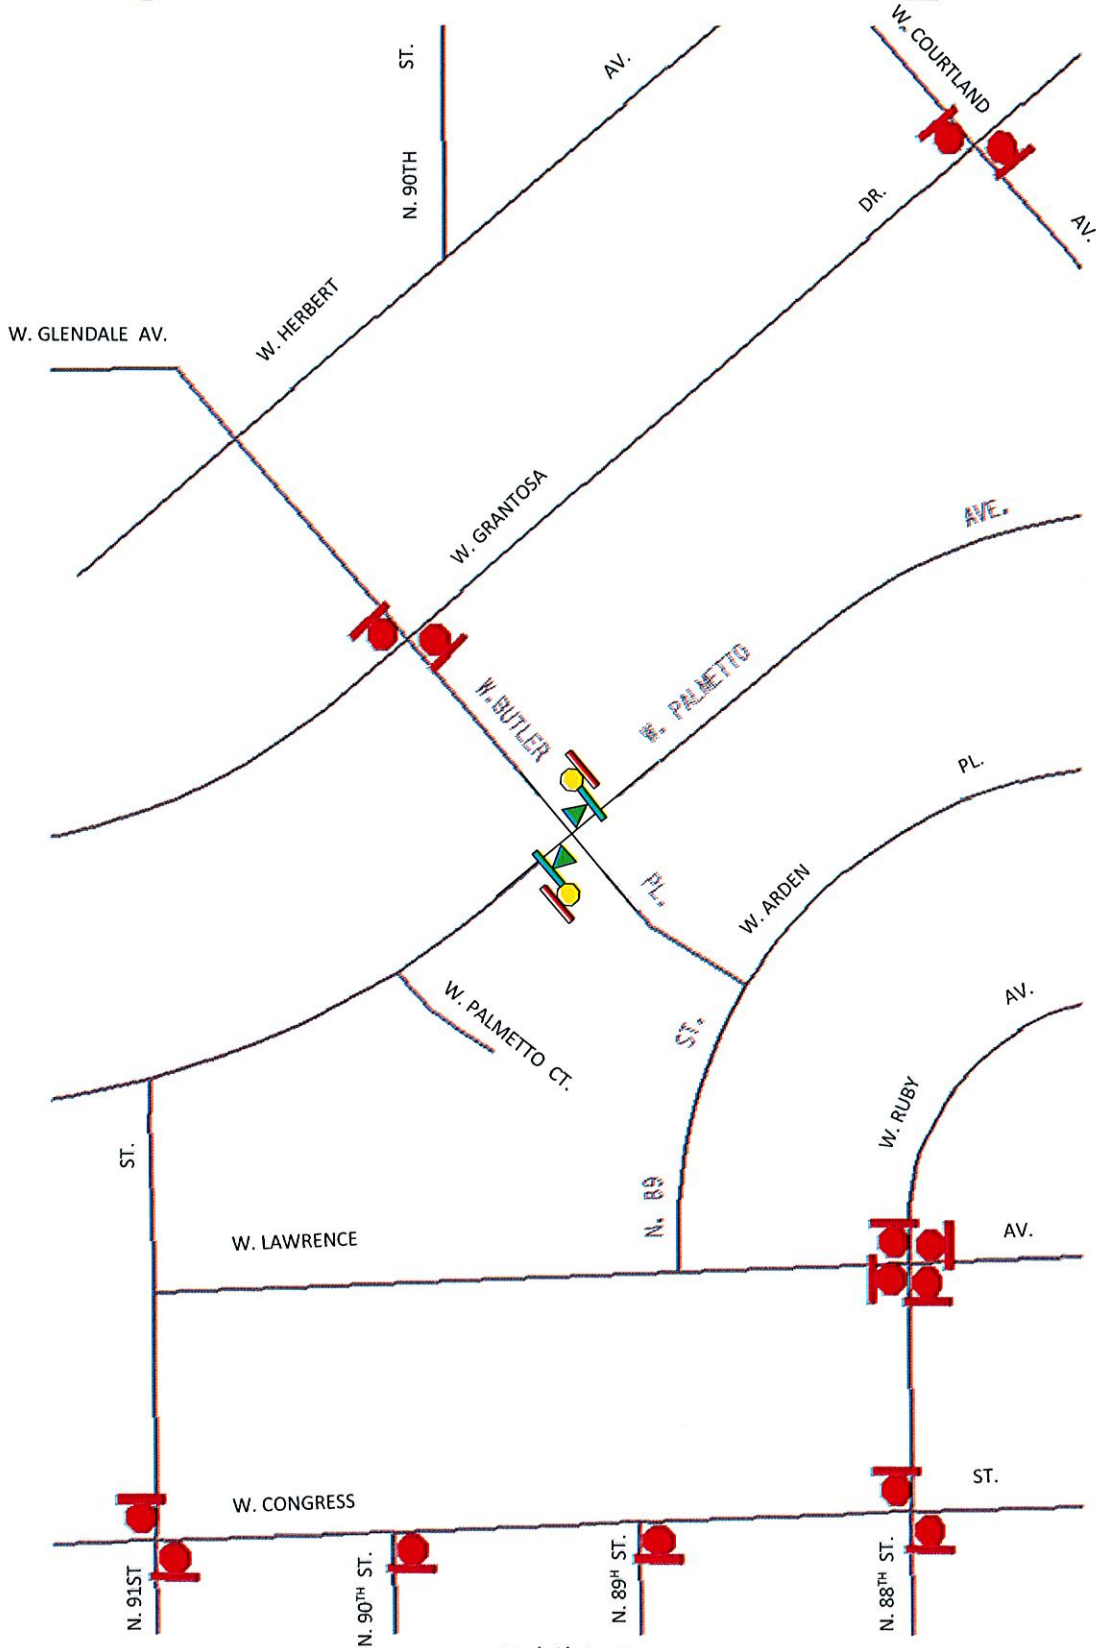 W. COURTLAND
AV.
ST.
N. 90TH
AV.
DR.
W. HERBERT
W. GLENDALE AV.
W. GRANTOSA
AVE.
W. PALMETTO
W. BUTLER
PL.
PL.
W. ARDEN
ST.
W. PALMETTO CT.
AV.
W. RUBY
ST.
N. 89
W. LAWRENCE
AV.
ST.
W. CONGRESS
N. 91ST
N. 90TH ST.
N. 89H ST.
N. 88TH ST.